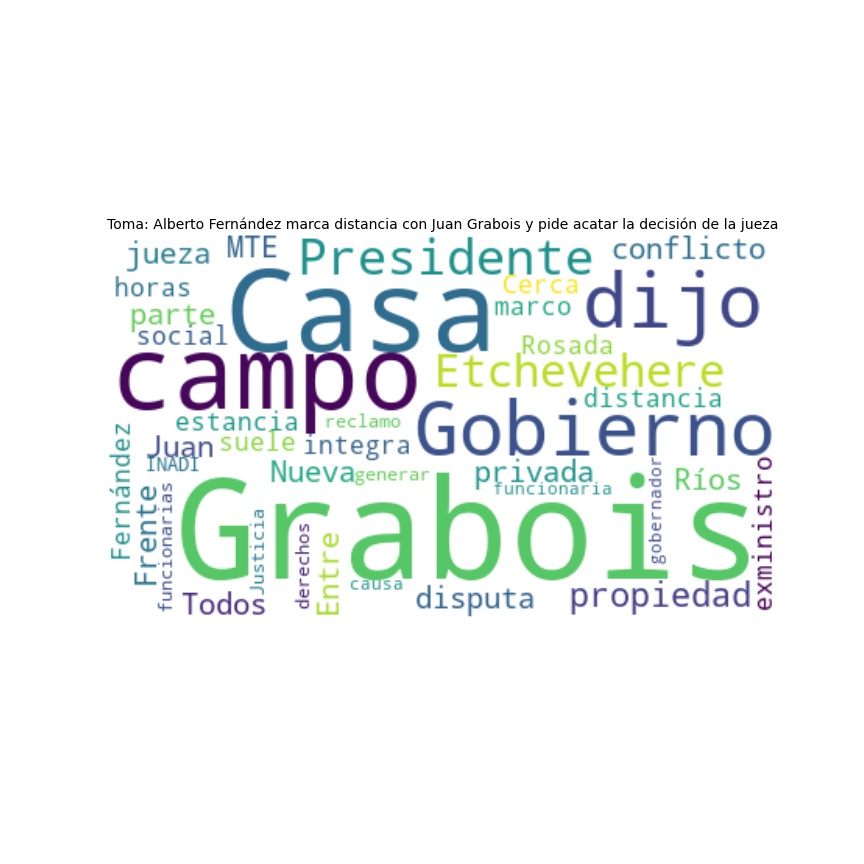 Toma: Alberto Fernández marca distancia con Juan Grabois y pide acatar la decisión de la jueza
jueza
MTE
Presidente
conflicto
horas
Casa
Cerca
dijo
parte
marco
social
Rosada
campo
Etchevehere
distancia
estancia
reclamo
Gobierno
Juan
suele
integra
INADI
Nueva
generar
privada
funcionaria
Ríos
Fernández
Frente
funcionarias
Grabois
gobernador
exministro
Justicia
derechos
Entre
causa
Todos
disputa
propiedad